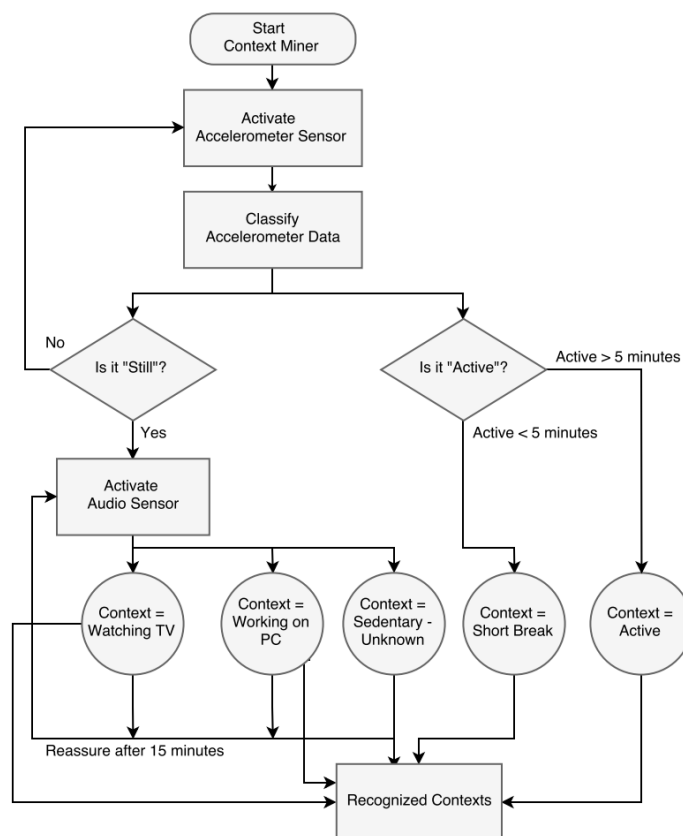 Start
Context Miner
Activate
Accelerometer Sensor
Classify
Accelerometer Data
No
Is it "Still"?
Is it "Active"?
Active > 5 minutes
Yes
Active < 5 minutes
Activate
Audio Sensor
Context =
Watching TV
Context =
Working on
PC
Context =
Sedentary -
Unknown
Context =
Short Break
Context =
Active
Reassure after 15 minutes
Recognized Contexts